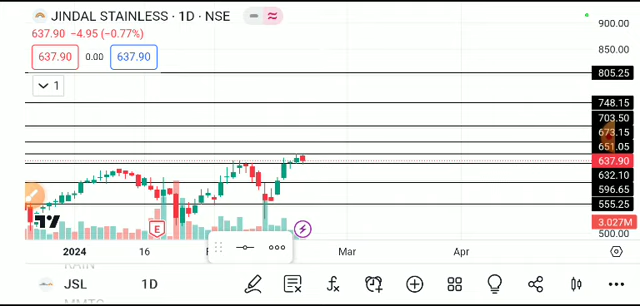 JINDAL STAINLESS · 1D · NSE
637.90 −4.95 (−0.77%)
637.90 0.00 637.90
1
900.00
850.00
805.25
748.15
703.50
673.15
651.05
637.90
632.10
596.65
555.25
3.027M
500.00
E
2024 16 F Mar Apr
JSL 1D